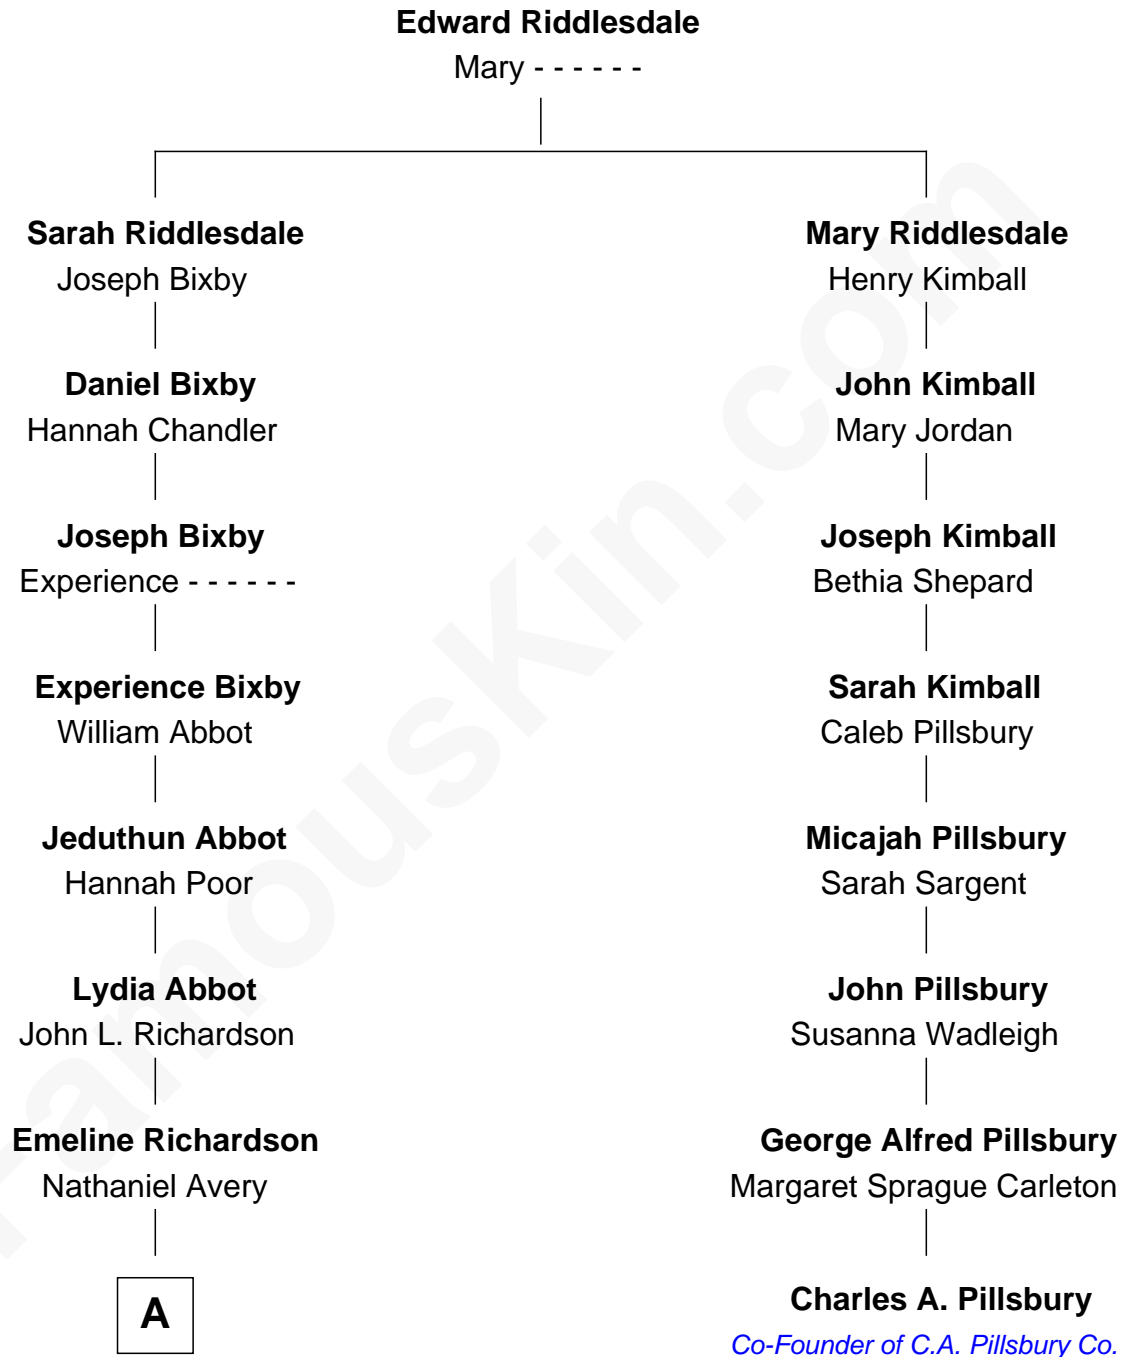 Edward Riddlesdale
Mary - - - - - -
Sarah Riddlesdale
Joseph Bixby
Mary Riddlesdale
Henry Kimball
Daniel Bixby
Hannah Chandler
John Kimball
Mary Jordan
Joseph Bixby
Experience - - - - - -
Joseph Kimball
Bethia Shepard
Experience Bixby
William Abbot
Sarah Kimball
Caleb Pillsbury
Jeduthun Abbot
Hannah Poor
Micajah Pillsbury
Sarah Sargent
Lydia Abbot
John L. Richardson
John Pillsbury
Susanna Wadleigh
Emeline Richardson
Nathaniel Avery
George Alfred Pillsbury
Margaret Sprague Carleton
A
Charles A. Pillsbury
Co-Founder of C.A. Pillsbury Co.
FamousKin.com